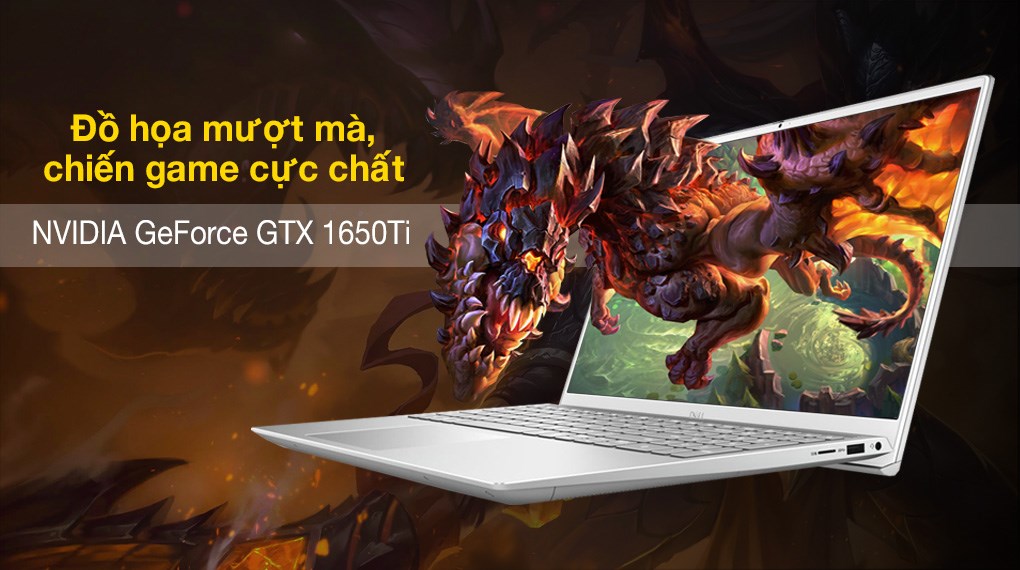 Đồ họa mượt mà,
chiến game cực chất
NVIDIA GeForce GTX 1650Ti